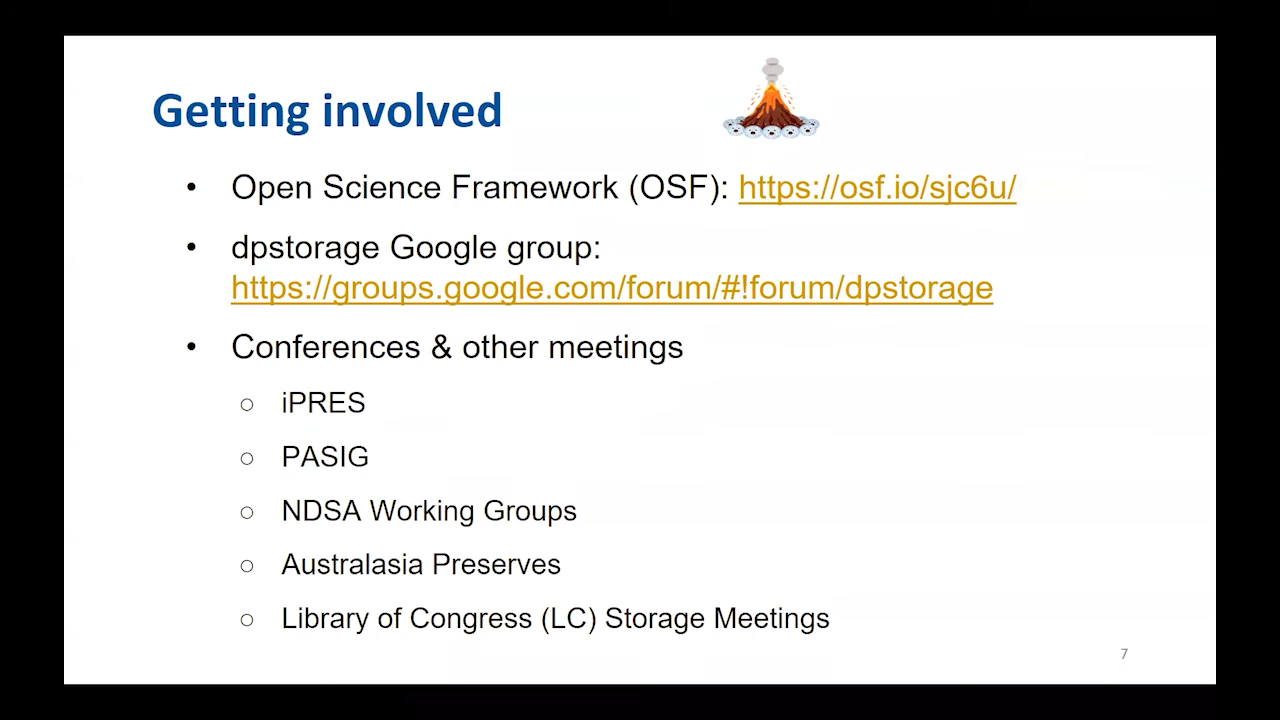 Getting involved
• Open Science Framework (OSF): https://osf.io/sjc6u/
• dpstorage Google group:
https://groups.google.com/forum/#!forum/dpstorage
• Conferences & other meetings
○ iPRES
○ PASIG
○ NDSA Working Groups
○ Australasia Preserves
○ Library of Congress (LC) Storage Meetings
7